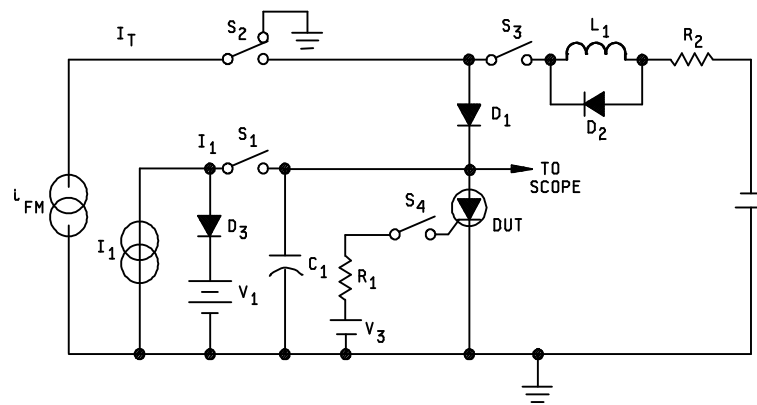 I_T
S_2
S_3
L_1
R_2
D_1
D_2
I_1
S_1
TO
SCOPE
i_FM
S_4
I_1
D_3
DUT
V_1
C_1
R_1
V_3